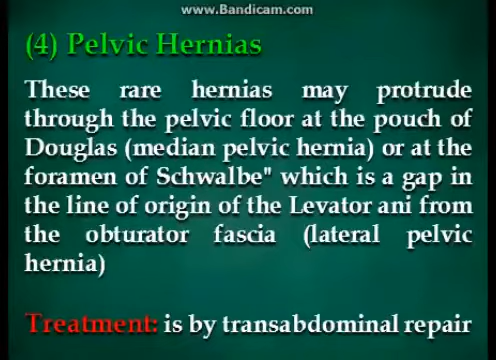 www.Bandicam.com
(4) Pelvic Hernias
These rare hernias may protrude
through the pelvic floor at the pouch of
Douglas (median pelvic hernia) or at the
foramen of Schwalbe" which is a gap in
the line of origin of the Levator ani from
the obturator fascia (lateral pelvic
hernia)
Treatment: is by transabdominal repair